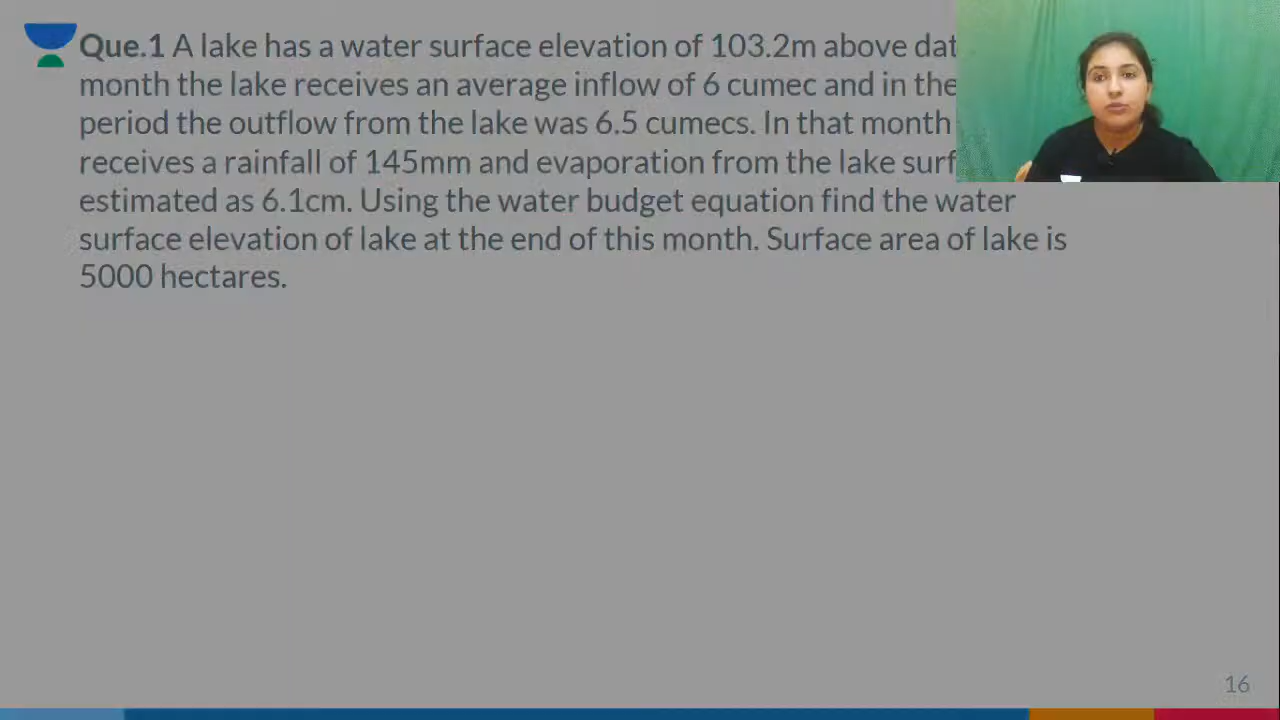 Que.1 A lake has a water surface elevation of 103.2m above
month the lake receives an average inflow of 6 cumec and in the
period the outflow from the lake was 6.5 cumecs. In that month
receives a rainfall of 145mm and evaporation from the lake
estimated as 6.1cm. Using the water budget equation find the water
surface elevation of lake at the end of this month. Surface area of lake is
5000 hectares.
16